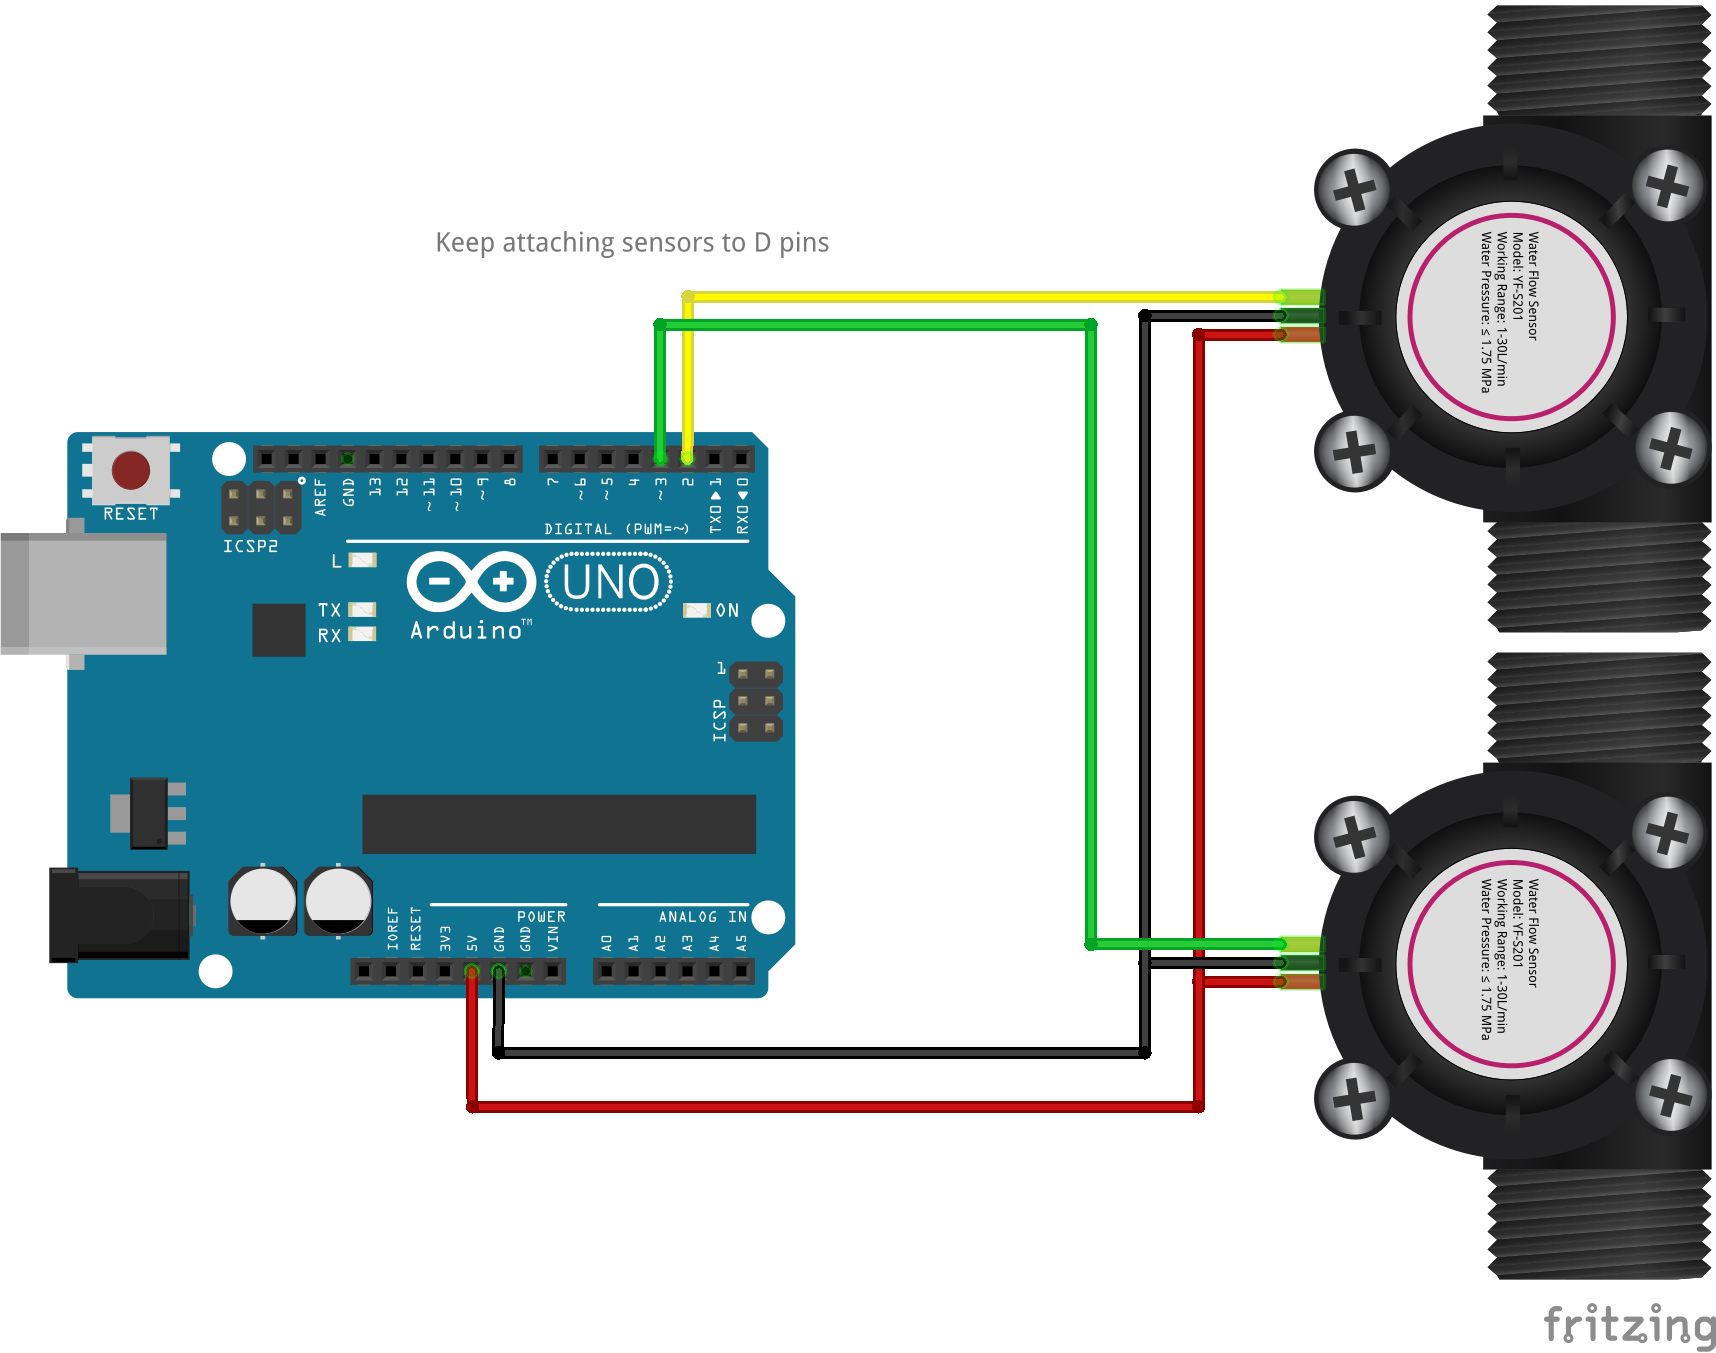 Keep attaching sensors to D pins
Water Flow Sensor
Model: YF-S201
Working Range: 1-30L/min
Water Pressure: ≤ 1.75 MPa
RESET
ICSP2
AREF
GND
13
12
~11
~10
~9
8
7
~6
~5
4
~3
2
TX0▶1
RX0◀0
DIGITAL (PWM=~)
L
TX
RX
UNO
Arduino™
ON
1
ICSP
POWER
ANALOG IN
IOREF
RESET
3V3
5V
GND
GND
VIN
A0
A1
A2
A3
A4
A5
Water Flow Sensor
Model: YF-S201
Working Range: 1-30L/min
Water Pressure: ≤ 1.75 MPa
fritzing